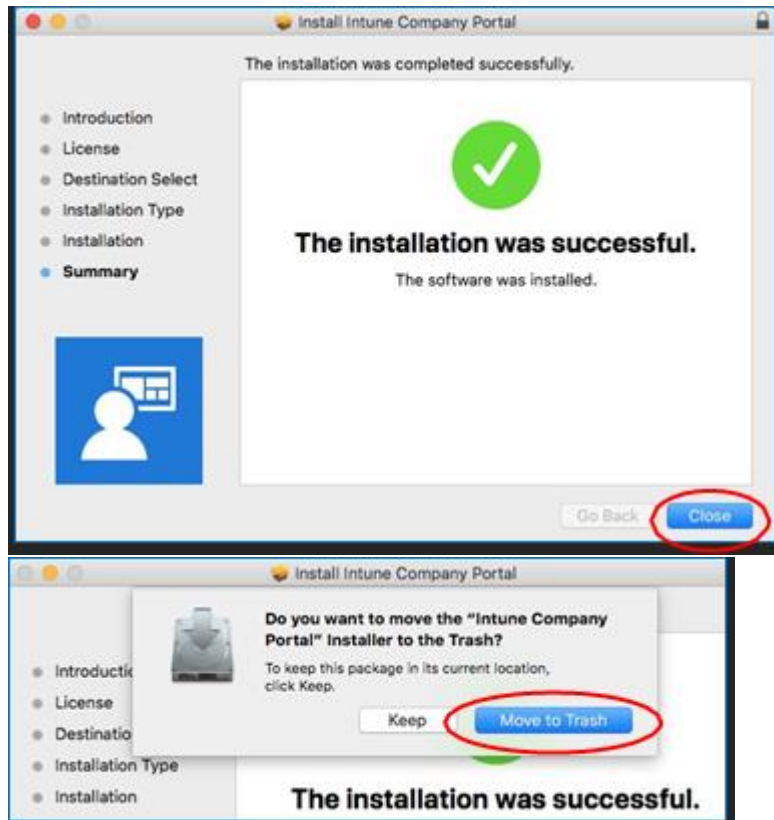 Install Intune Company Portal
The installation was completed successfully.
Introduction
License
Destination Select
Installation Type
Installation
Summary
The installation was successful.
The software was installed.
Go Back
Close
Install Intune Company Portal
Do you want to move the “Intune Company
Portal” Installer to the Trash?
To keep this package in its current location,
click Keep.
Keep
Move to Trash
Introductic
License
Destinatio
Installation Type
Installation
The installation was successful.